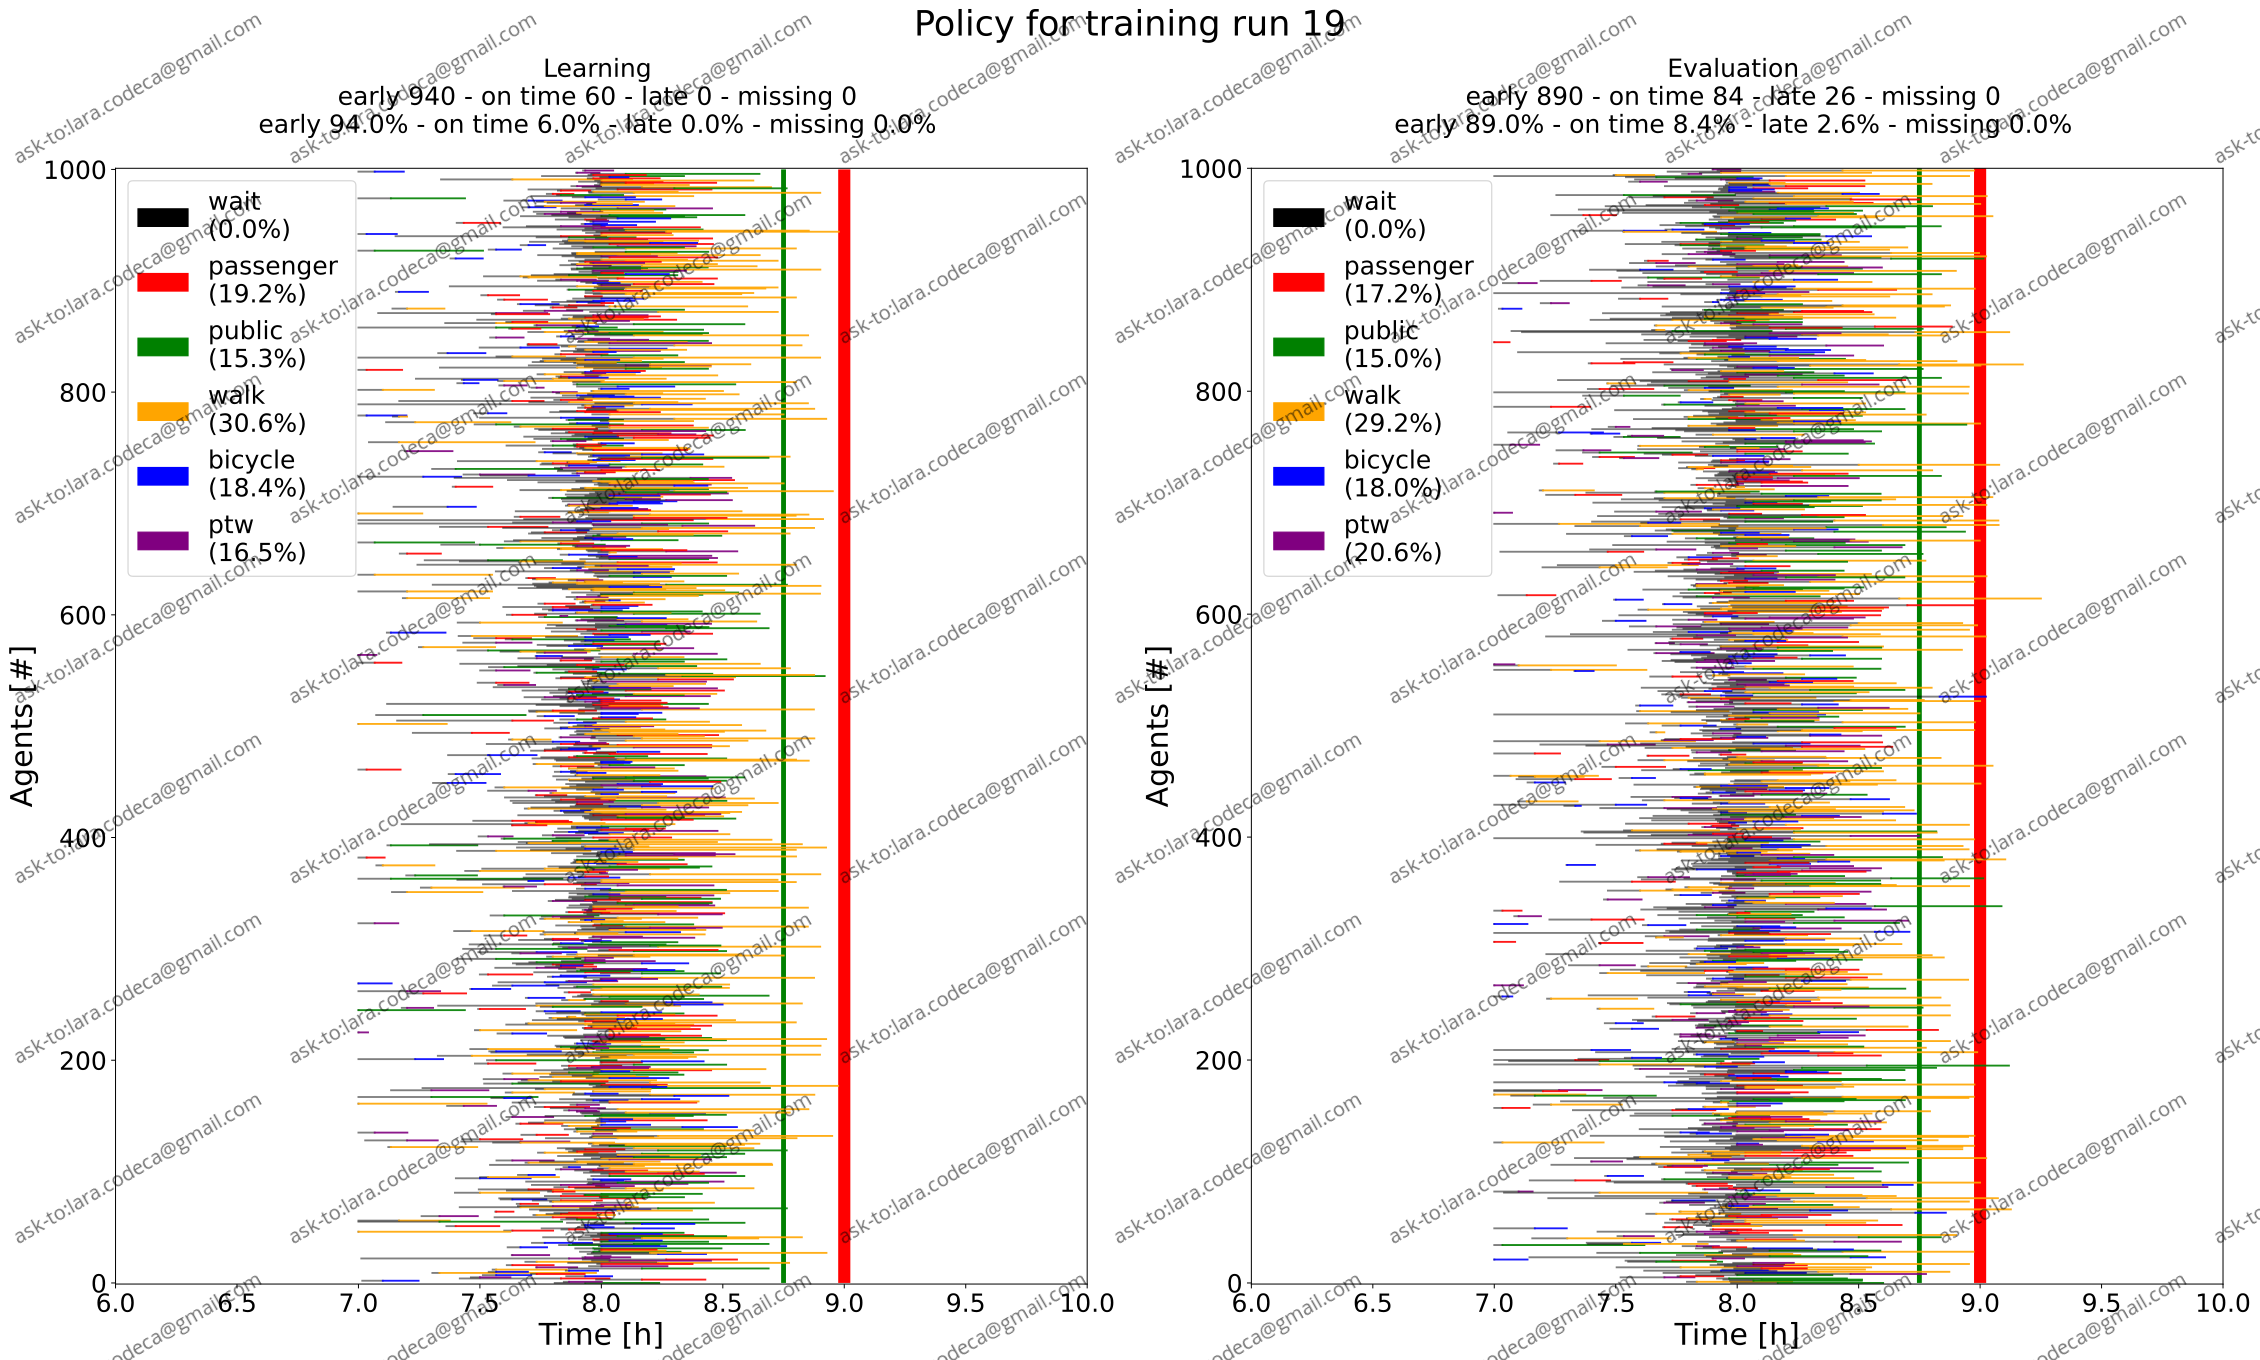 Policy for training run 19
Learning
early 940 - on time 60 - late 0 - missing 0
early 94.0% - on time 6.0% - late 0.0% - missing 0.0%
1000
800
600
400
200
0
Agents [#]
wait
(0.0%)
passenger
(19.2%)
public
(15.3%)
walk
(30.6%)
bicycle
(18.4%)
ptw
(16.5%)
6.0 6.5 7.0 7.5 8.0 8.5 9.0 9.5 10.0
Time [h]
Evaluation
early 890 - on time 84 - late 26 - missing 0
early 89.0% - on time 8.4% - late 2.6% - missing 0.0%
1000
800
600
400
200
0
Agents [#]
wait
(0.0%)
passenger
(17.2%)
public
(15.0%)
walk
(29.2%)
bicycle
(18.0%)
ptw
(20.6%)
6.0 6.5 7.0 7.5 8.0 8.5 9.0 9.5 10.0
Time [h]
ask-to:lara.codeca@gmail.com